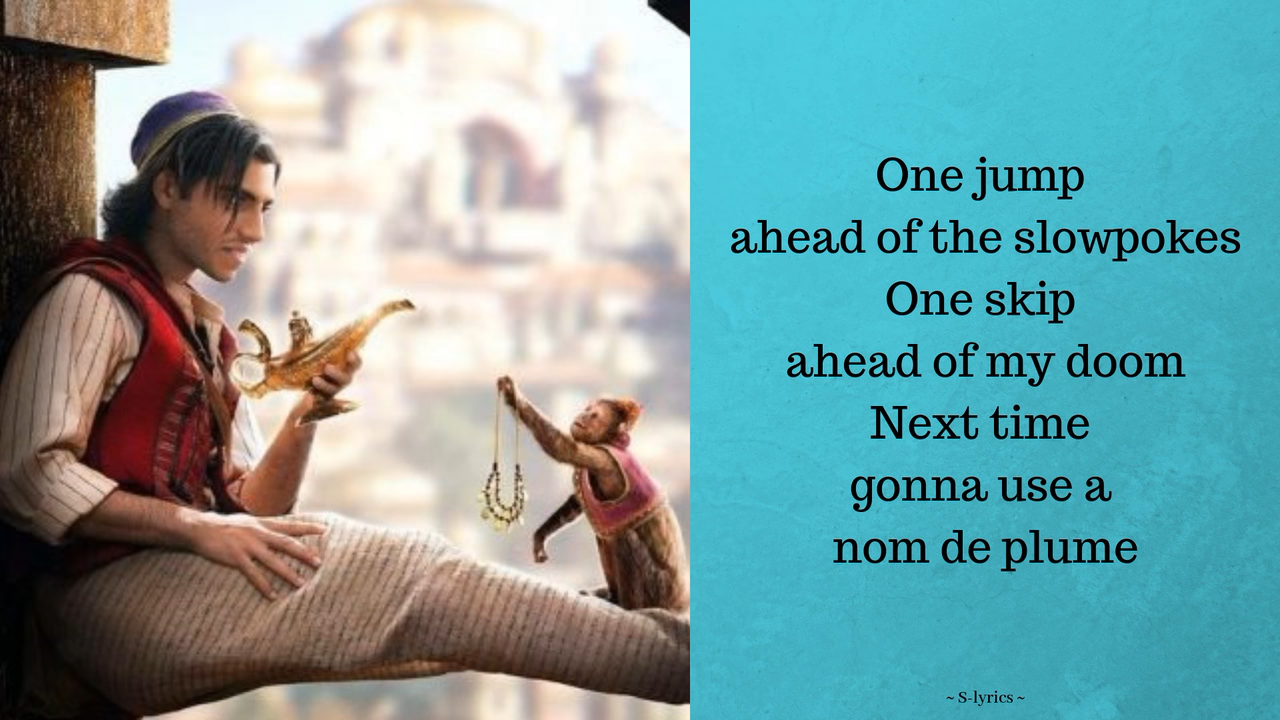 One jump
ahead of the slowpokes
One skip
ahead of my doom
Next time
gonna use a
nom de plume
~ S-lyrics ~